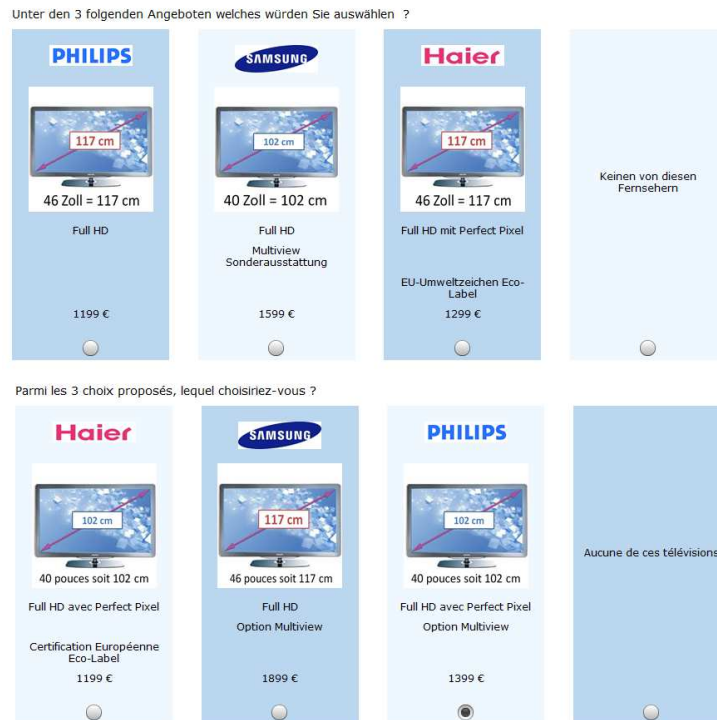 Unter den 3 folgenden Angeboten welches würden Sie auswählen ?
PHILIPS
117 cm
46 Zoll = 117 cm
Full HD
1199 €
SAMSUNG
102 cm
40 Zoll = 102 cm
Full HD
Multiview
Sonderausstattung
1599 €
Haier
117 cm
46 Zoll = 117 cm
Full HD mit Perfect Pixel
EU-Umweltzeichen Eco-
Label
1299 €
Keinen von diesen
Fernsehern
Parmi les 3 choix proposés, lequel choisiriez-vous ?
Haier
102 cm
40 pouces soit 102 cm
Full HD avec Perfect Pixel
Certification Européenne
Eco-Label
1199 €
SAMSUNG
117 cm
46 pouces soit 117 cm
Full HD
Option Multiview
1899 €
PHILIPS
102 cm
40 pouces soit 102 cm
Full HD avec Perfect Pixel
Option Multiview
1399 €
Aucune de ces télévisions